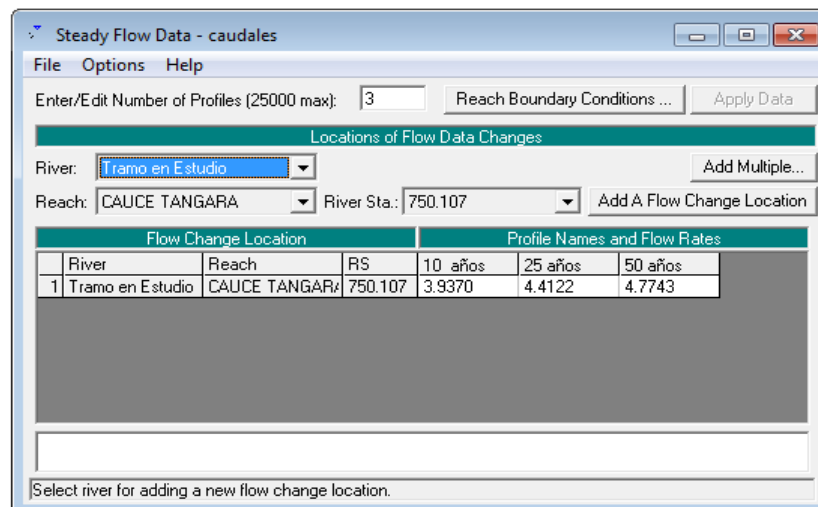 Steady Flow Data - caudales
File Options Help
Enter/Edit Number of Profiles (25000 max): 3 Reach Boundary Conditions ... Apply Data
Locations of Flow Data Changes
River: Tramo en Estudio Add Multiple...
Reach: CAUCE TANGARA River Sta.: 750.107 Add A Flow Change Location
Flow Change Location Profile Names and Flow Rates
River Reach RS 10 años 25 años 50 años
1 Tramo en Estudio CAUCE TANGARA 750.107 3.9370 4.4122 4.7743
Select river for adding a new flow change location.